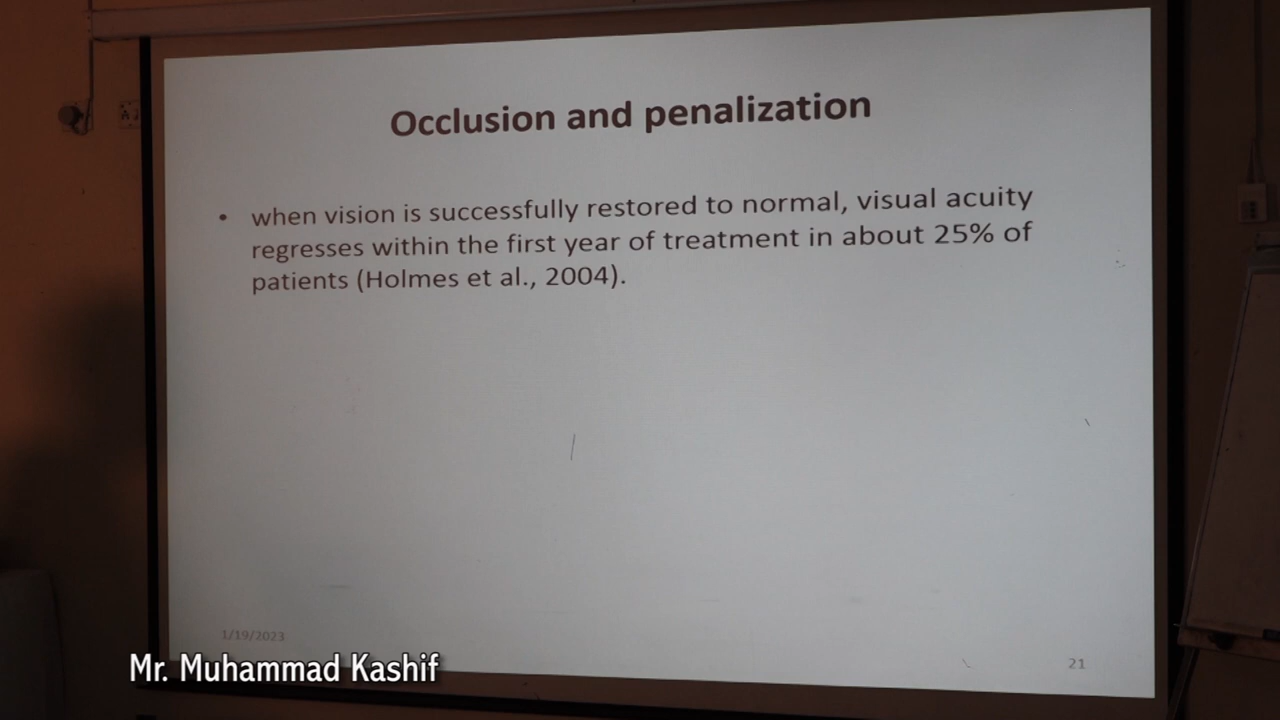 Occlusion and penalization
• when vision is successfully restored to normal, visual acuity
regresses within the first year of treatment in about 25% of
patients (Holmes et al., 2004).
1/19/2023
21
Mr. Muhammad Kashif